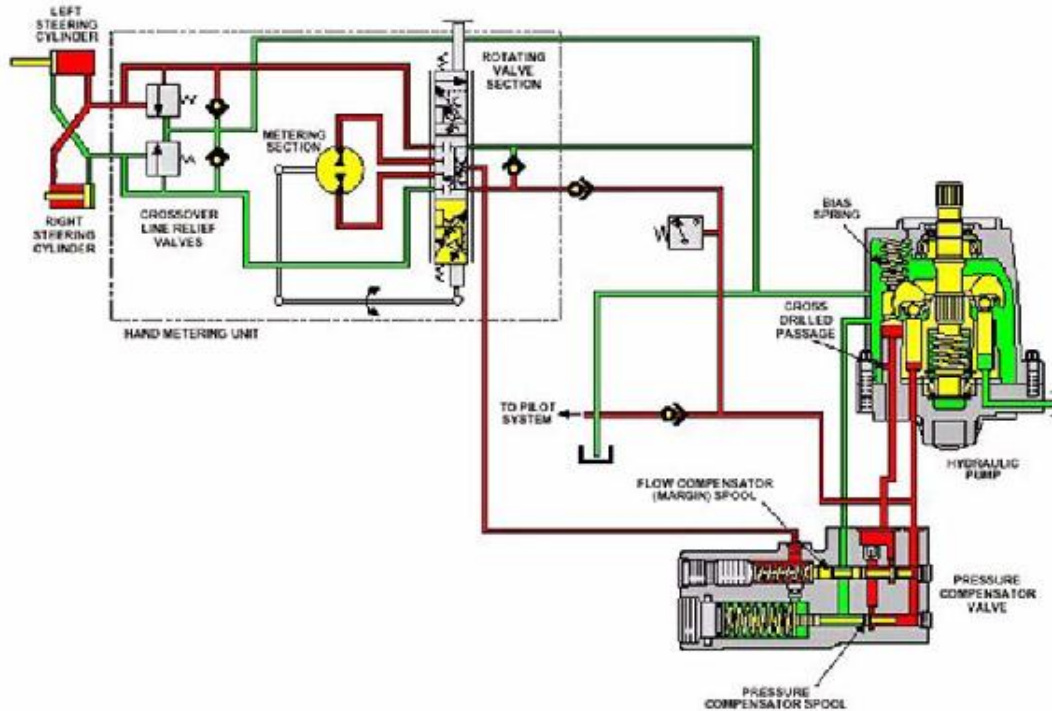 LEFT
STEERING
CYLINDER
ROTATING
VALVE
SECTION
METERING
SECTION
BIAS
SPRING
RIGHT
STEERING
CYLINDER
CROSSOVER
LINE RELIEF
VALVES
CROSS
DRILLED
PASSAGE
HAND METERING UNIT
TO PILOT
SYSTEM
HYDRAULIC
PUMP
FLOW COMPENSATOR
(MARGIN) SPOOL
PRESSURE
COMPENSATOR
VALVE
PRESSURE
COMPENSATOR SPOOL